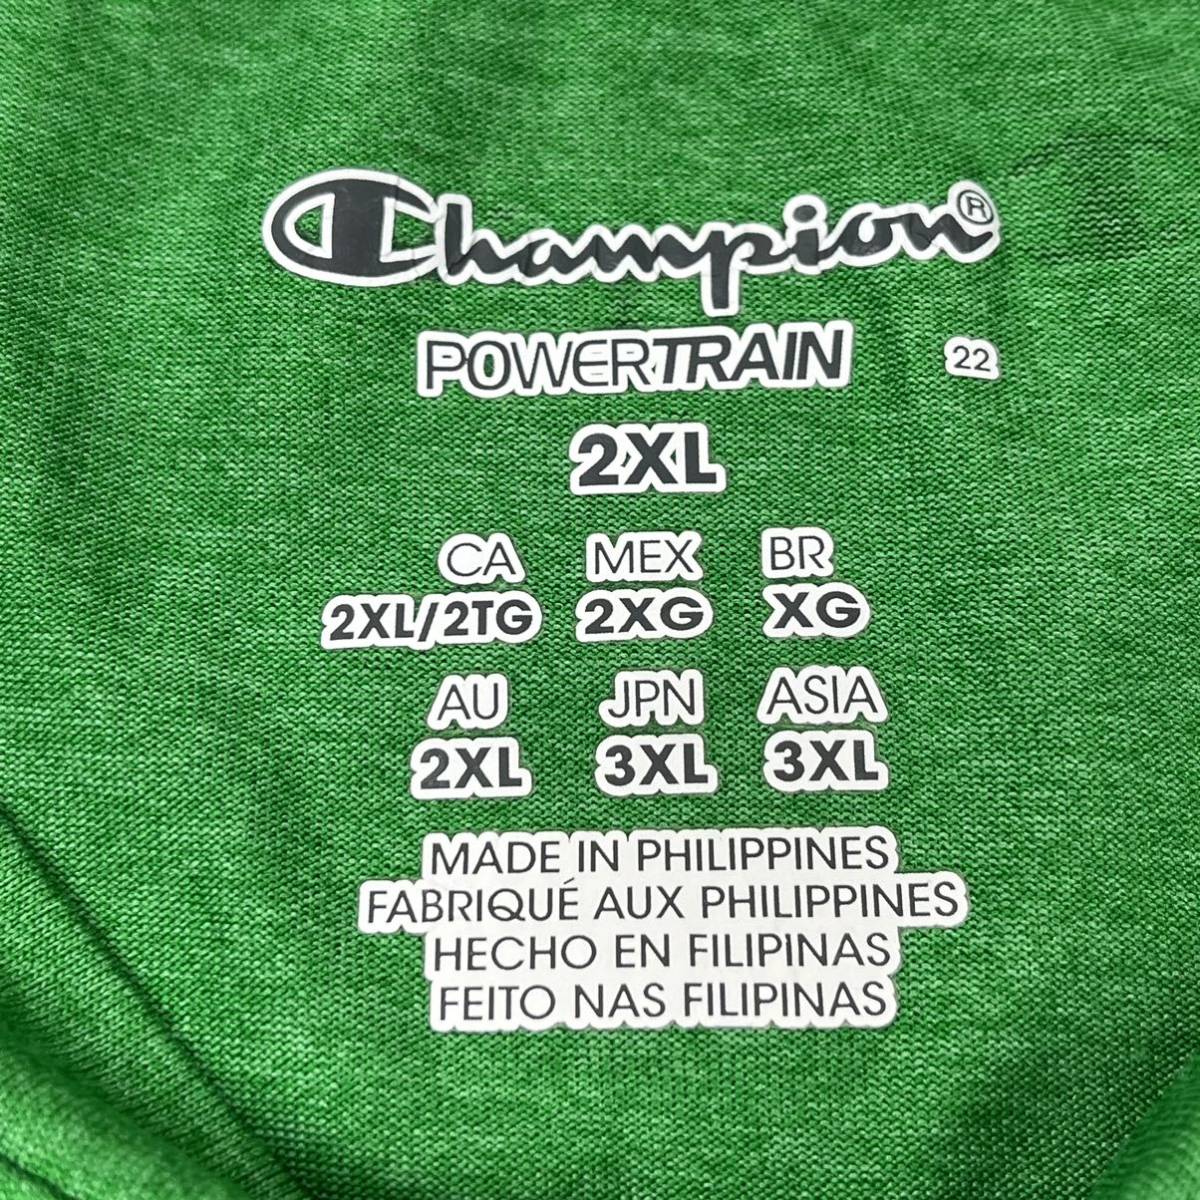 Champion®
POWERTRAIN 22
2XL
CA MEX BR
2XL/2TG 2XG XG
AU JPN ASIA
2XL 3XL 3XL
MADE IN PHILIPPINES
FABRIQUÉ AUX PHILIPPINES
HECHO EN FILIPINAS
FEITO NAS FILIPINAS